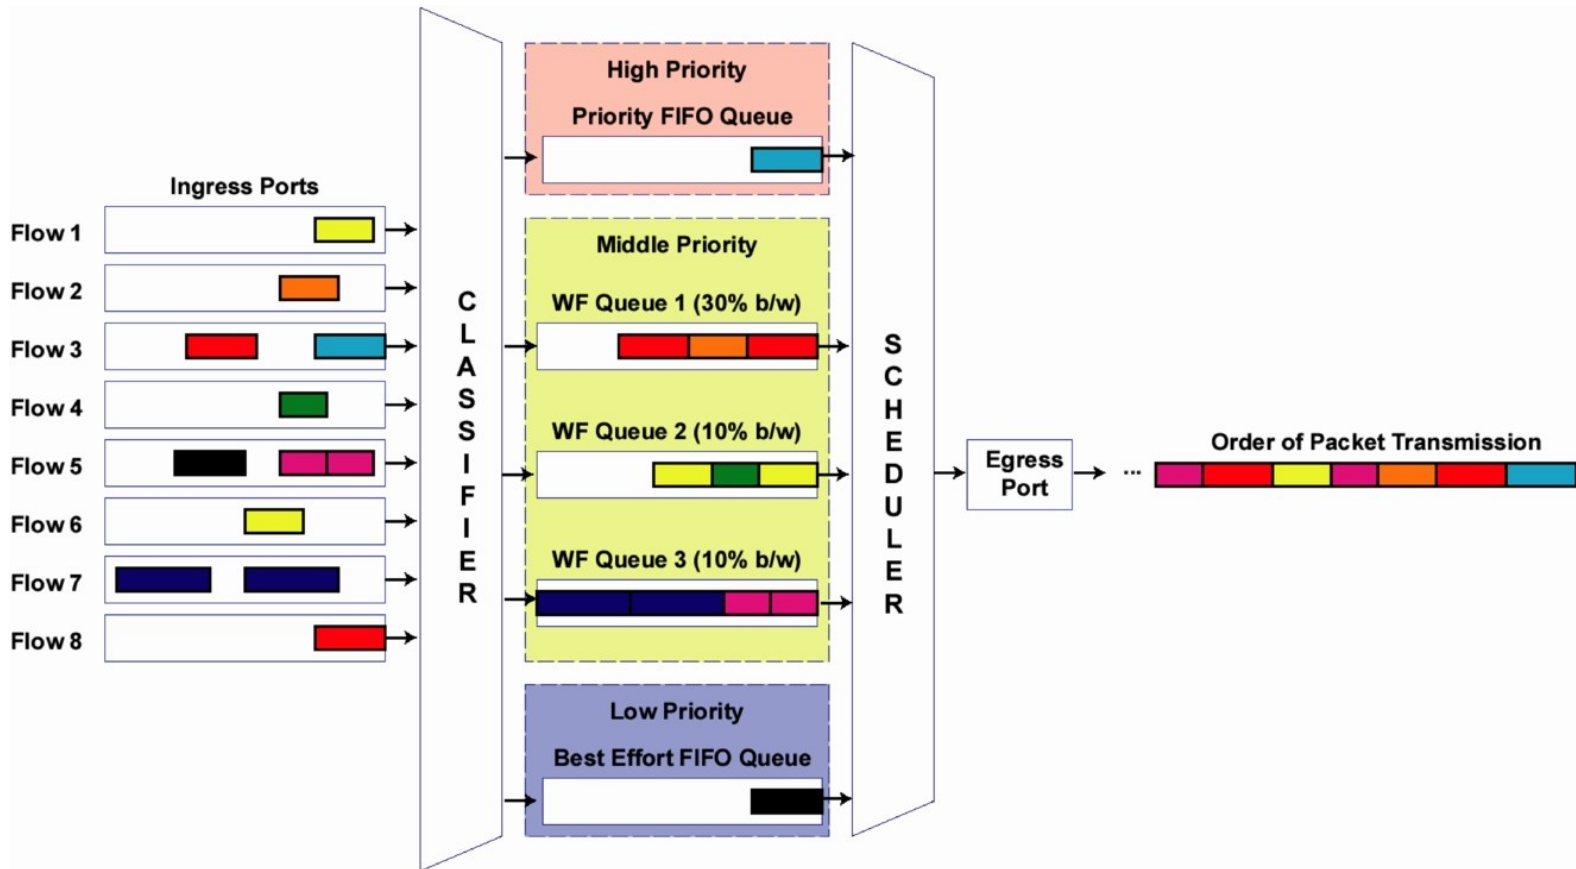 Ingress Ports
Flow 1
Flow 2
Flow 3
Flow 4
Flow 5
Flow 6
Flow 7
Flow 8
CLASSIFIER
High Priority
Priority FIFO Queue
Middle Priority
WF Queue 1 (30% b/w)
WF Queue 2 (10% b/w)
WF Queue 3 (10% b/w)
Low Priority
Best Effort FIFO Queue
SCHEDULER
Egress
Port
...
Order of Packet Transmission